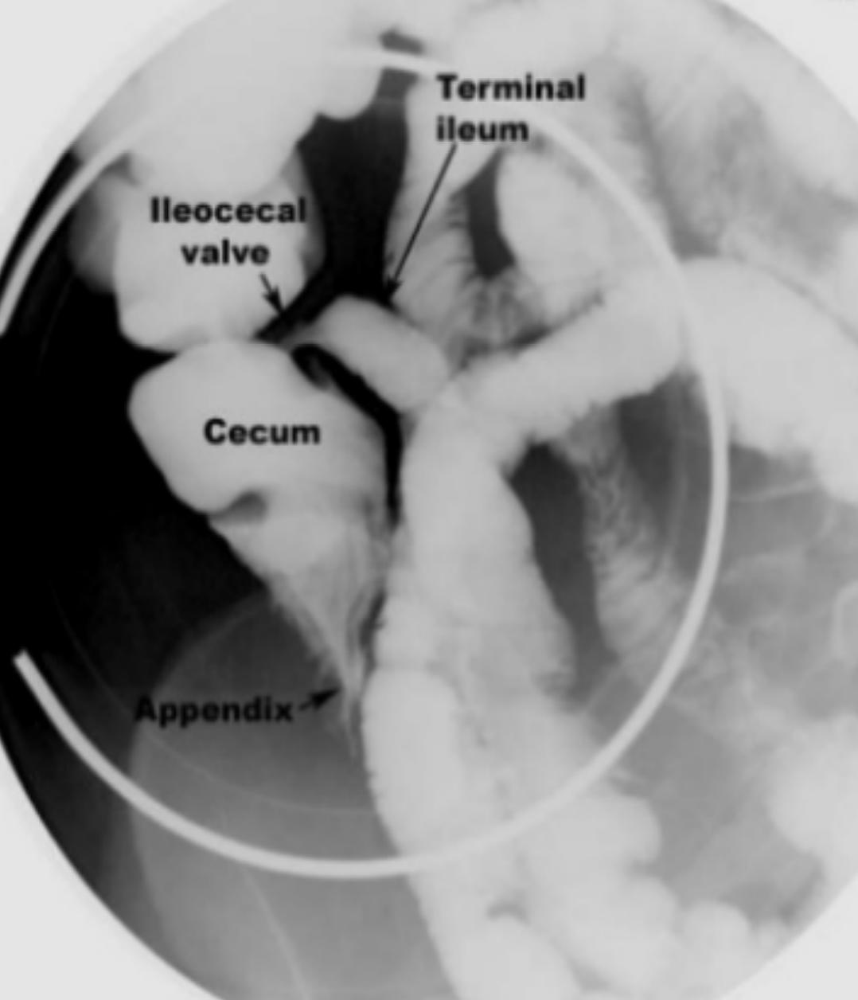 Terminal
ileum
Ileocecal
valve
Cecum
Appendix